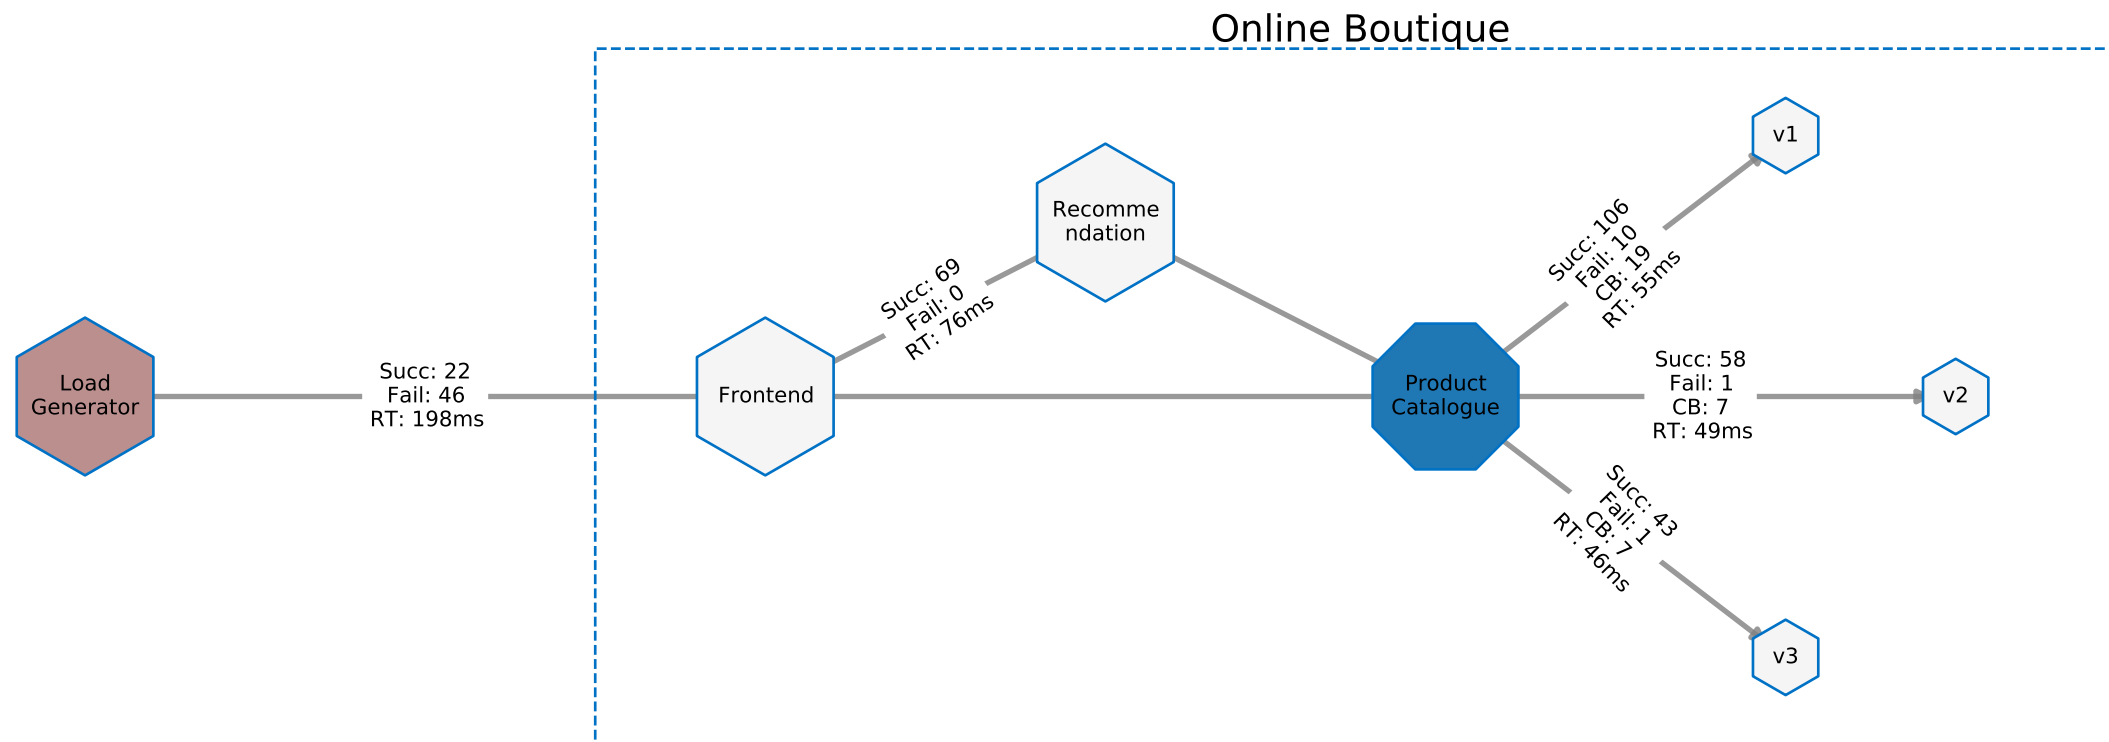 Online Boutique
v1
Recomme
ndation
Succ: 106
Fail: 10
CB: 19
RT: 55ms
Succ: 69
Fail: 0
RT: 76ms
Load
Generator
Succ: 22
Fail: 46
RT: 198ms
Frontend
Product
Catalogue
Succ: 58
Fail: 1
CB: 7
RT: 49ms
v2
Succ: 43
Fail: 1
CB: 7
RT: 46ms
v3